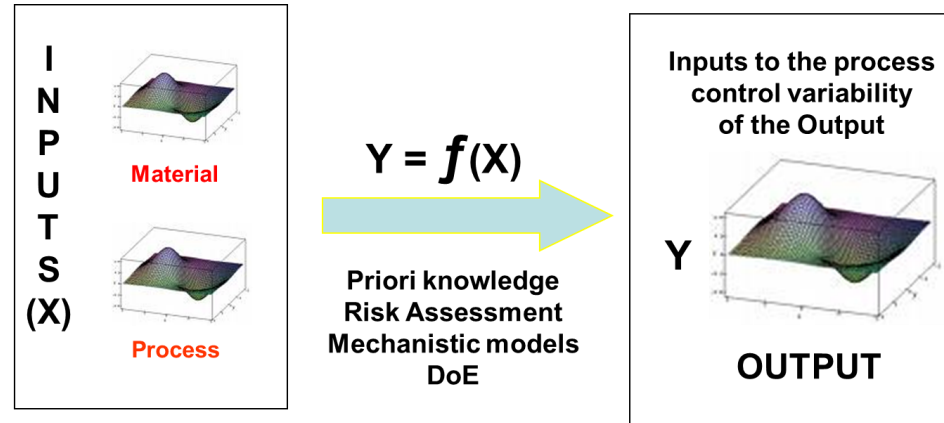 INPUTS
(X)
Material
Process
Y = f(X)
Priori knowledge
Risk Assessment
Mechanistic models
DoE
Inputs to the process
control variability
of the Output
Y
OUTPUT